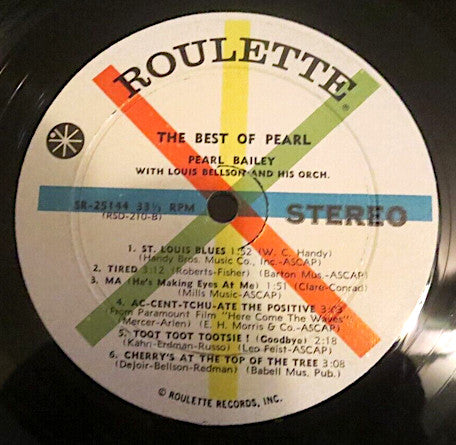 ROULETTE®
THE BEST OF PEARL
PEARL BAILEY
WITH LOUIS BELLSON AND HIS ORCH.
SR-25144 33⅓ RPM
(RSD-210-B)
STEREO
1. ST. LOUIS BLUES 1:52 (W. C. Handy)
(Handy Bros. Music Co., Inc.-ASCAP)
2. TIRED 3:12 (Roberts-Fisher) (Barton Mus.-ASCAP)
3. MA (He's Making Eyes At Me) 1:51 (Clare-Conrad)
(Mills Music-ASCAP)
4. AC-CENT-TCHU-ATE THE POSITIVE 3:03
From Paramount Film "Here Come The Waves"
(Mercer-Arlen) (E. H. Morris & Co.-ASCAP)
5. TOOT TOOT TOOTSIE! (Goodbye) 2:18
(Kahn-Erdman-Russo) (Leo Feist-ASCAP)
6. CHERRY'S AT THE TOP OF THE TREE 3:08
(DeJoir-Bellson-Redman) (Babell Mus. Pub.)
© ROULETTE RECORDS, INC.